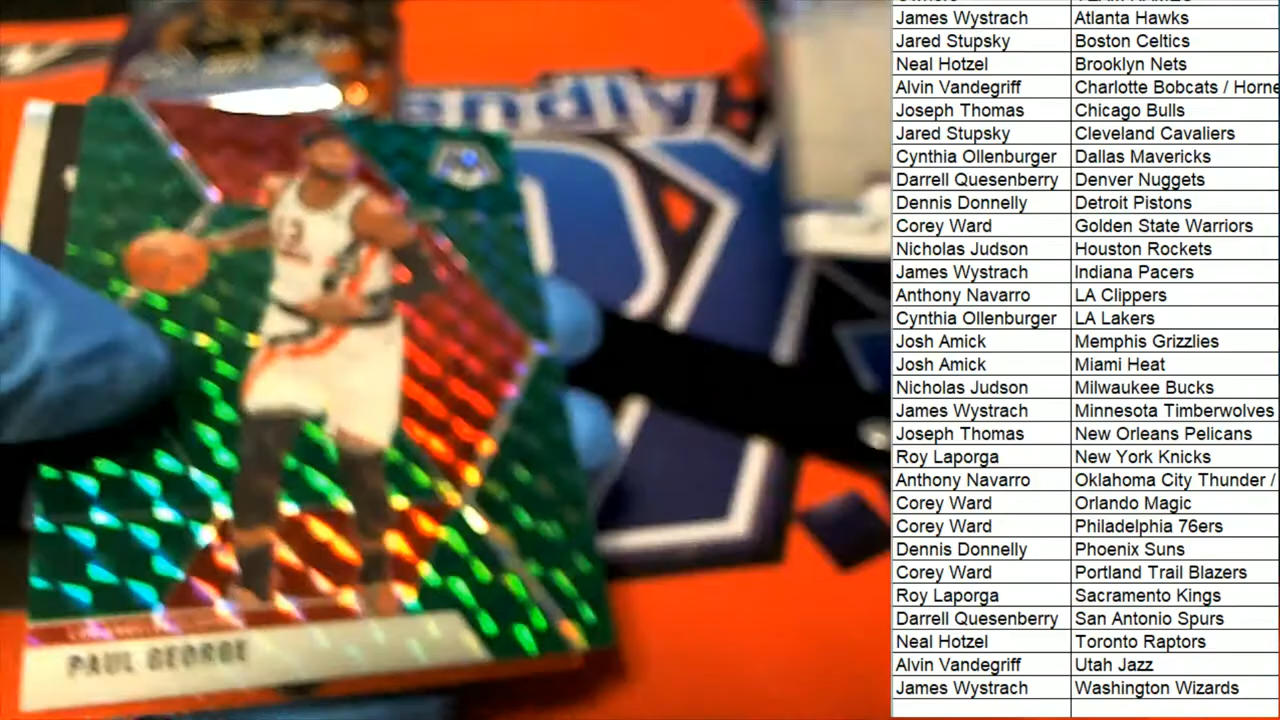 James Wystrach Atlanta Hawks
Jared Stupsky Boston Celtics
Neal Hotzel Brooklyn Nets
Alvin Vandegriff Charlotte Bobcats / Horne
Joseph Thomas Chicago Bulls
Jared Stupsky Cleveland Cavaliers
Cynthia Ollenburger Dallas Mavericks
Darrell Quesenberry Denver Nuggets
Dennis Donnelly Detroit Pistons
Corey Ward Golden State Warriors
Nicholas Judson Houston Rockets
James Wystrach Indiana Pacers
Anthony Navarro LA Clippers
Cynthia Ollenburger LA Lakers
Josh Amick Memphis Grizzlies
Josh Amick Miami Heat
Nicholas Judson Milwaukee Bucks
James Wystrach Minnesota Timberwolves
Joseph Thomas New Orleans Pelicans
Roy Laporga New York Knicks
Anthony Navarro Oklahoma City Thunder /
Corey Ward Orlando Magic
Corey Ward Philadelphia 76ers
Dennis Donnelly Phoenix Suns
Corey Ward Portland Trail Blazers
Roy Laporga Sacramento Kings
Darrell Quesenberry San Antonio Spurs
Neal Hotzel Toronto Raptors
Alvin Vandegriff Utah Jazz
James Wystrach Washington Wizards
endly
13
PAUL GEORGE